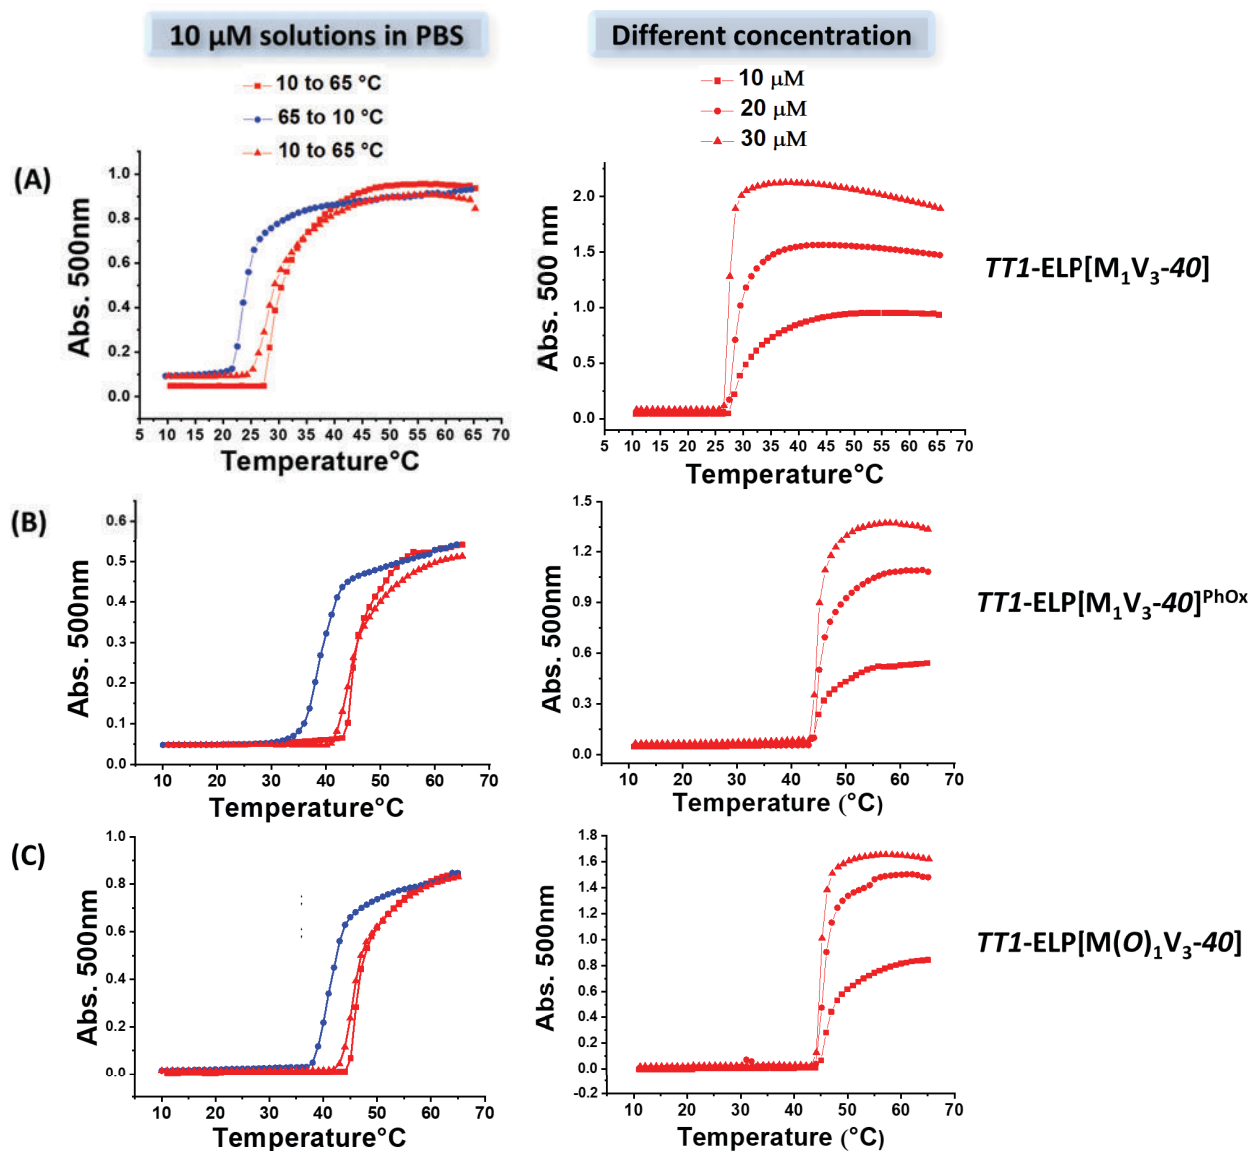 10 µM solutions in PBS
Different concentration
10 to 65 °C
65 to 10 °C
10 to 65 °C
10 µM
20 µM
30 µM
(A)
Abs. 500nm
1.0
0.8
0.6
0.4
0.2
0.0
5 10 15 20 25 30 35 40 45 50 55 60 65 70
Temperature°C
Abs. 500 nm
2.0
1.5
1.0
0.5
0.0
5 10 15 20 25 30 35 40 45 50 55 60 65 70
Temperature°C
TT1-ELP[M₁V₃-40]
(B)
Abs. 500nm
0.6
0.5
0.4
0.3
0.2
0.1
0.0
10 20 30 40 50 60 70
Temperature°C
Abs. 500nm
1.5
1.2
0.9
0.6
0.3
0.0
10 20 30 40 50 60 70
Temperature (°C)
TT1-ELP[M₁V₃-40]ᴾʰᴼˣ
(C)
Abs. 500nm
1.0
0.8
0.6
0.4
0.2
0.0
10 20 30 40 50 60 70
Temperature°C
Abs. 500nm
1.8
1.6
1.4
1.2
1.0
0.8
0.6
0.4
0.2
0.0
-0.2
10 20 30 40 50 60 70
Temperature (°C)
TT1-ELP[M(O)₁V₃-40]